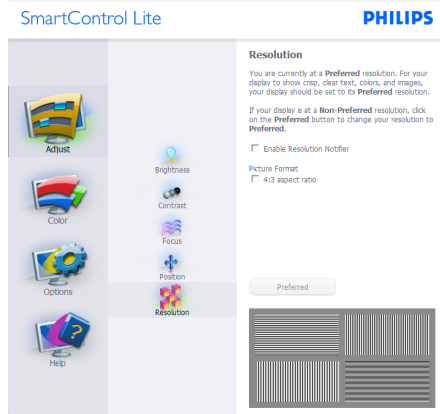 SmartControl Lite
PHILIPS
Adjust
Color
Options
Help
Brightness
Contrast
Focus
Position
Resolution
Resolution
You are currently at a Preferred resolution. For your
display to show crisp, clear text, colors, and images,
your display should be set to its Preferred resolution.
If your display is at a Non-Preferred resolution, click
on the Preferred button to change your resolution to
Preferred.
Enable Resolution Notifier
Picture Format
4:3 aspect ratio
Preferred